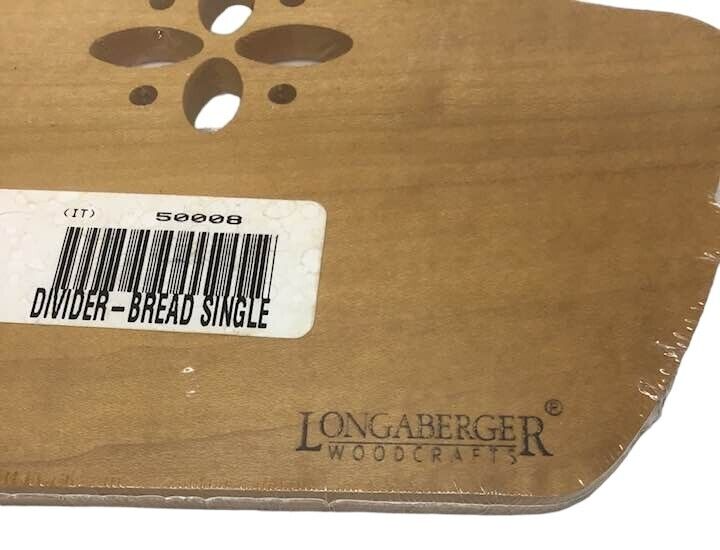 (IT) 50008
DIVIDER-BREAD SINGLE
LONGABERGER®
WOODCRAFTS